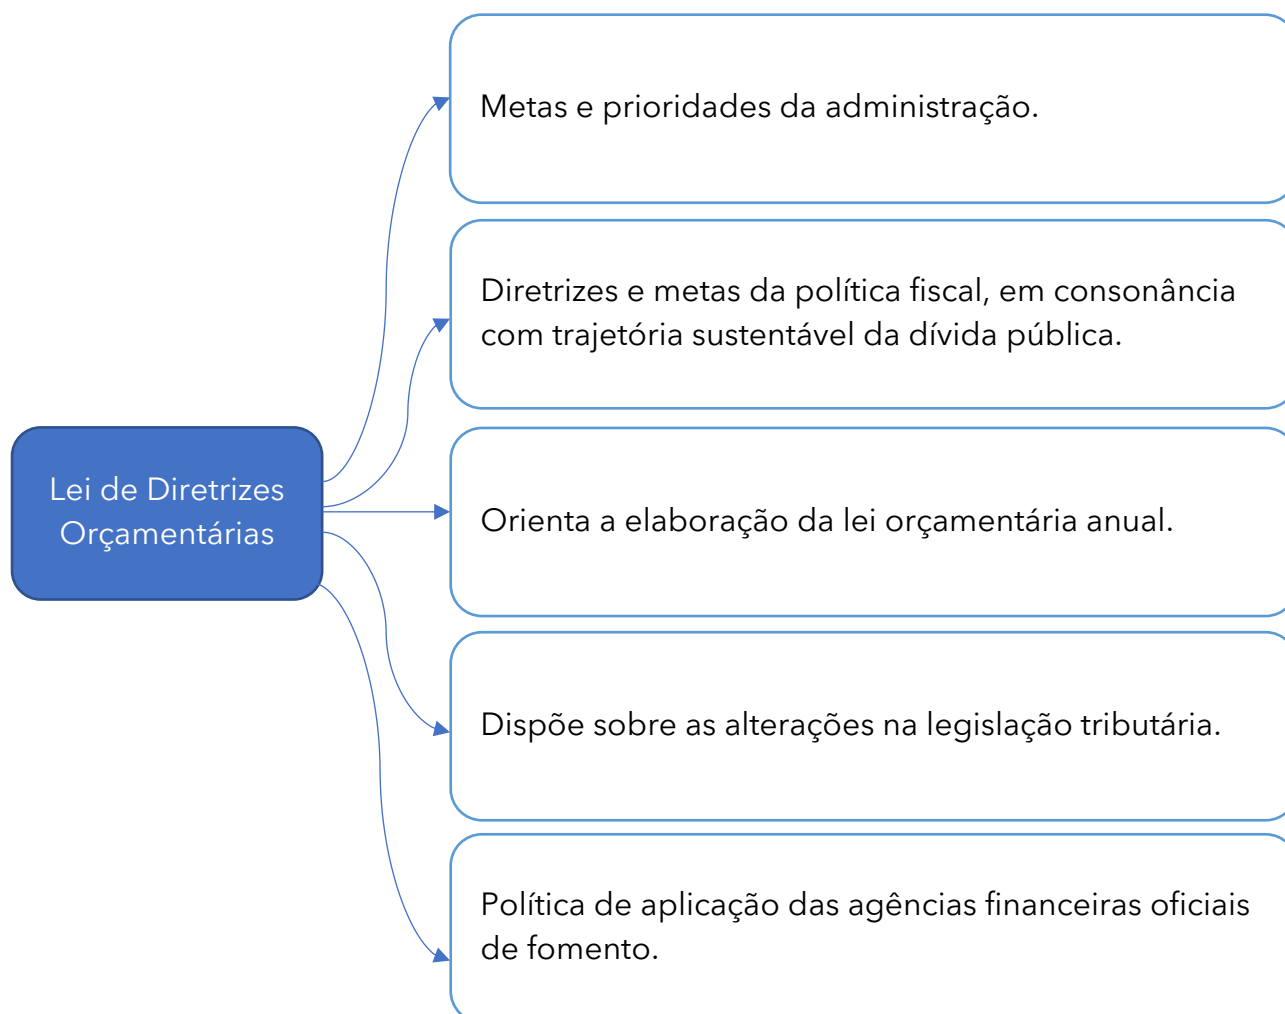 Metas e prioridades da administração.
Diretrizes e metas da política fiscal, em consonância
com trajetória sustentável da dívida pública.
Lei de Diretrizes
Orçamentárias
Orienta a elaboração da lei orçamentária anual.
Dispõe sobre as alterações na legislação tributária.
Política de aplicação das agências financeiras oficiais
de fomento.